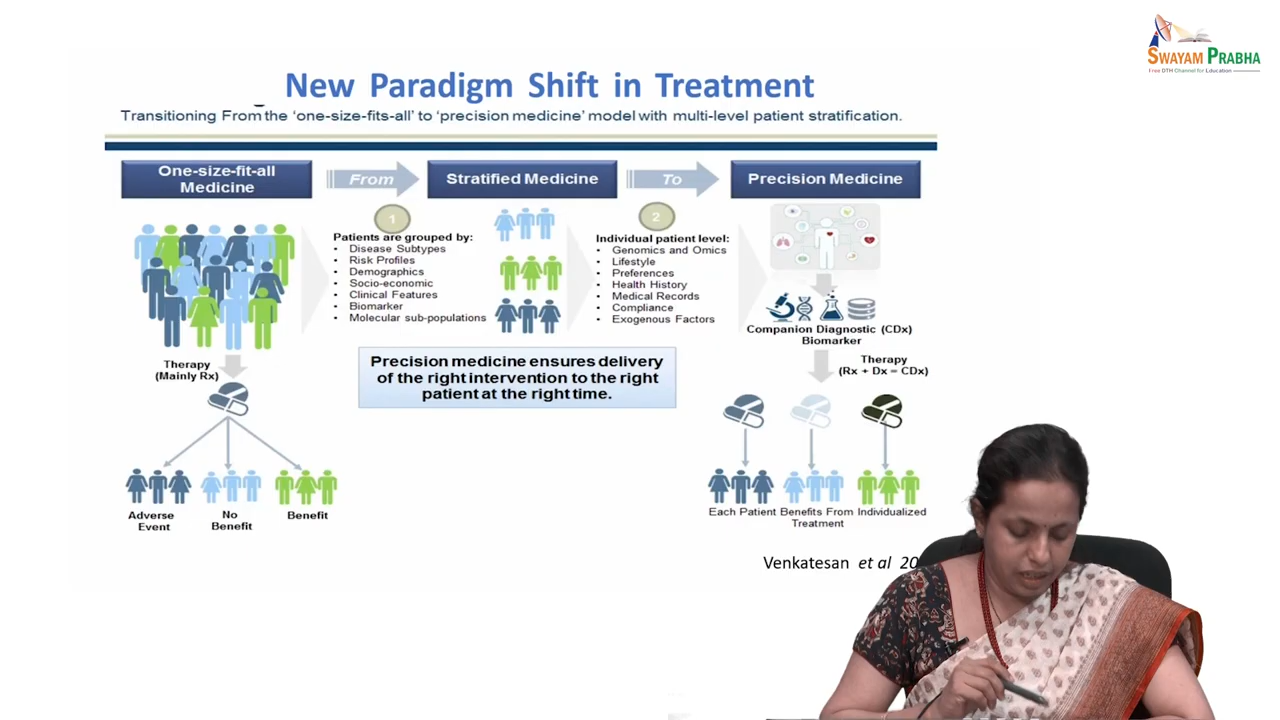 SWAYAM PRABHA
Free DTH Channel for Education
New Paradigm Shift in Treatment
Transitioning From the 'one-size-fits-all' to 'precision medicine' model with multi-level patient stratification.
One-size-fit-all
Medicine
From
Stratified Medicine
To
Precision Medicine
1
Patients are grouped by:
• Disease Subtypes
• Risk Profiles
• Demographics
• Socio-economic
• Clinical Features
• Biomarker
• Molecular sub-populations
2
Individual patient level:
• Genomics and Omics
• Lifestyle
• Preferences
• Health History
• Medical Records
• Compliance
• Exogenous Factors
Companion Diagnostic (CDx)
Biomarker
Therapy
(Mainly Rx)
Precision medicine ensures delivery
of the right intervention to the right
patient at the right time.
Therapy
(Rx + Dx = CDx)
Adverse
Event
No
Benefit
Benefit
Each Patient Benefits From Individualized
Treatment
Venkatesan et al 20